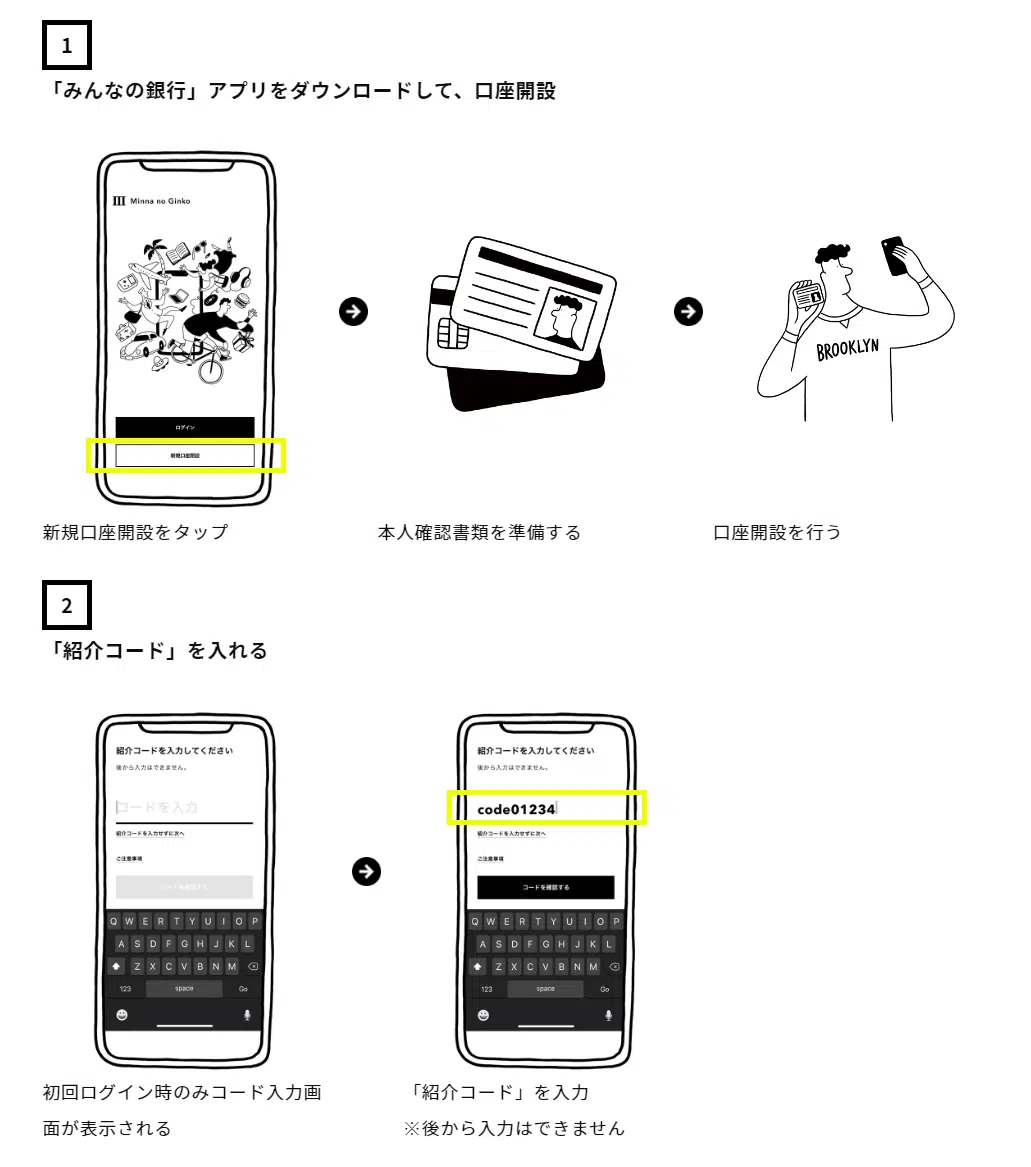 1
「みんなの銀行」アプリをダウンロードして、口座開設
Minna no Ginko
ログイン
新規口座開設
BROOKLYN
新規口座開設をタップ
本人確認書類を準備する
口座開設を行う
2
「紹介コード」を入れる
紹介コードを入力してください
後から入力はできません。
コードを入力
紹介コードを入力せずに次へ
ご注意事項
コードを確認する
Q W E R T Y U I O P
A S D F G H J K L
Z X C V B N M
123 space Go
紹介コードを入力してください
後から入力はできません。
code01234
紹介コードを入力せずに次へ
ご注意事項
コードを確認する
Q W E R T Y U I O P
A S D F G H J K L
Z X C V B N M
123 space Go
初回ログイン時のみコード入力画
面が表示される
「紹介コード」を入力
※後から入力はできません